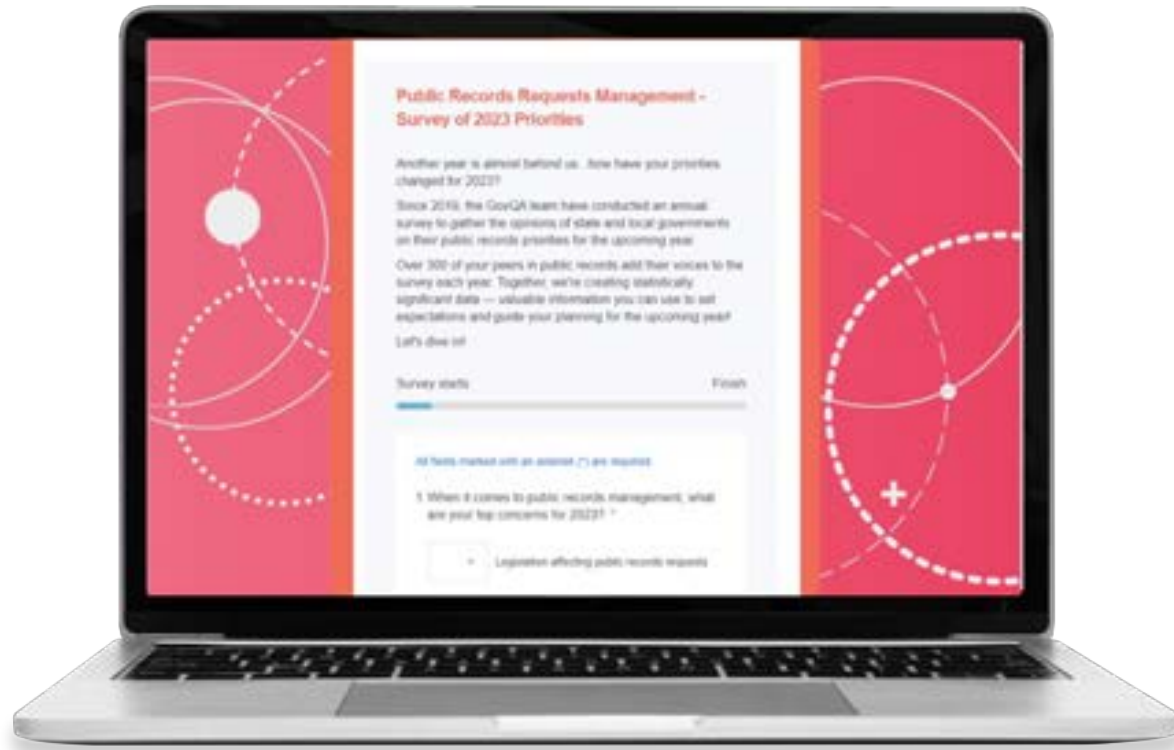 Public Records Requests Management -
Survey of 2023 Priorities
Another year is almost behind us...how have your priorities
changed for 2023?
Since 2019, the GovQA team have conducted an annual
survey to gather the opinions of state and local governments
on their public records priorities for the upcoming year.
Over 300 of your peers in public records add their voices to the
survey each year. Together, we're creating statistically
significant data — valuable information you can use to set
expectations and guide your planning for the upcoming year!
Let's dive in!
Survey starts Finish
All fields marked with an asterisk (*) are required.
1 When it comes to public records management, what
are your top concerns for 2023? *
Legislation affecting public records requests